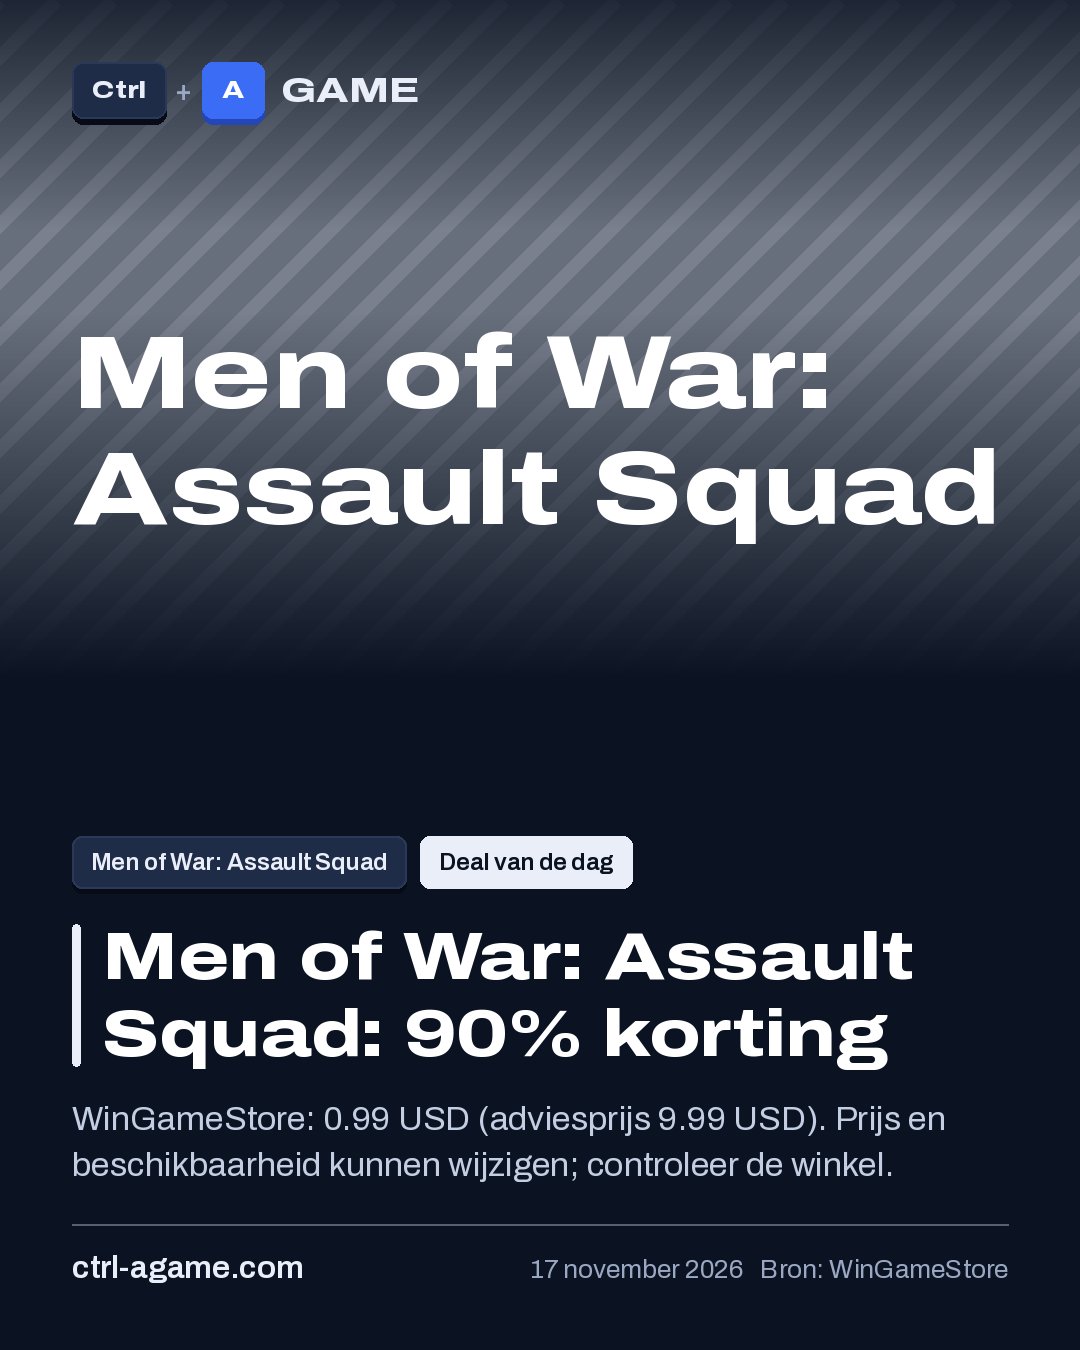 Ctrl + A GAME
Men of War:
Assault Squad
Men of War: Assault Squad
Deal van de dag
Men of War: Assault
Squad: 90% korting
WinGameStore: 0.99 USD (adviesprijs 9.99 USD). Prijs en
beschikbaarheid kunnen wijzigen; controleer de winkel.
ctrl-agame.com
17 november 2026 Bron: WinGameStore